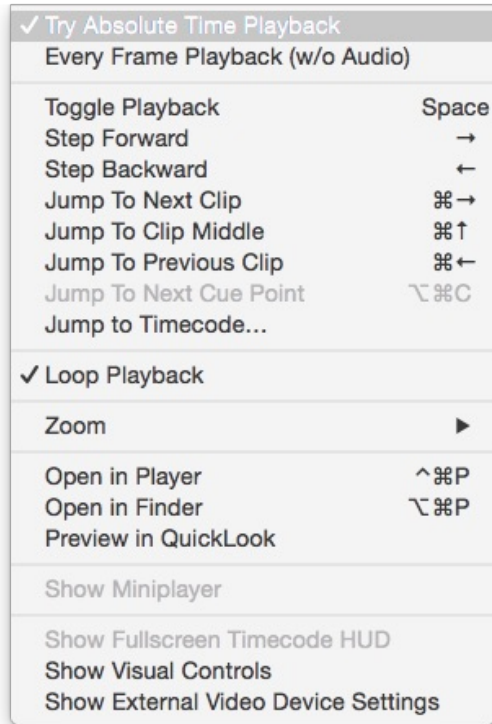 ✓ Try Absolute Time Playback
Every Frame Playback (w/o Audio)
Toggle Playback Space
Step Forward →
Step Backward ←
Jump To Next Clip ⌘→
Jump To Clip Middle ⌘↑
Jump To Previous Clip ⌘←
Jump To Next Cue Point ⌥⌘C
Jump to Timecode...
✓ Loop Playback
Zoom ▶
Open in Player ^⌘P
Open in Finder ⌥⌘P
Preview in QuickLook
Show Miniplayer
Show Fullscreen Timecode HUD
Show Visual Controls
Show External Video Device Settings